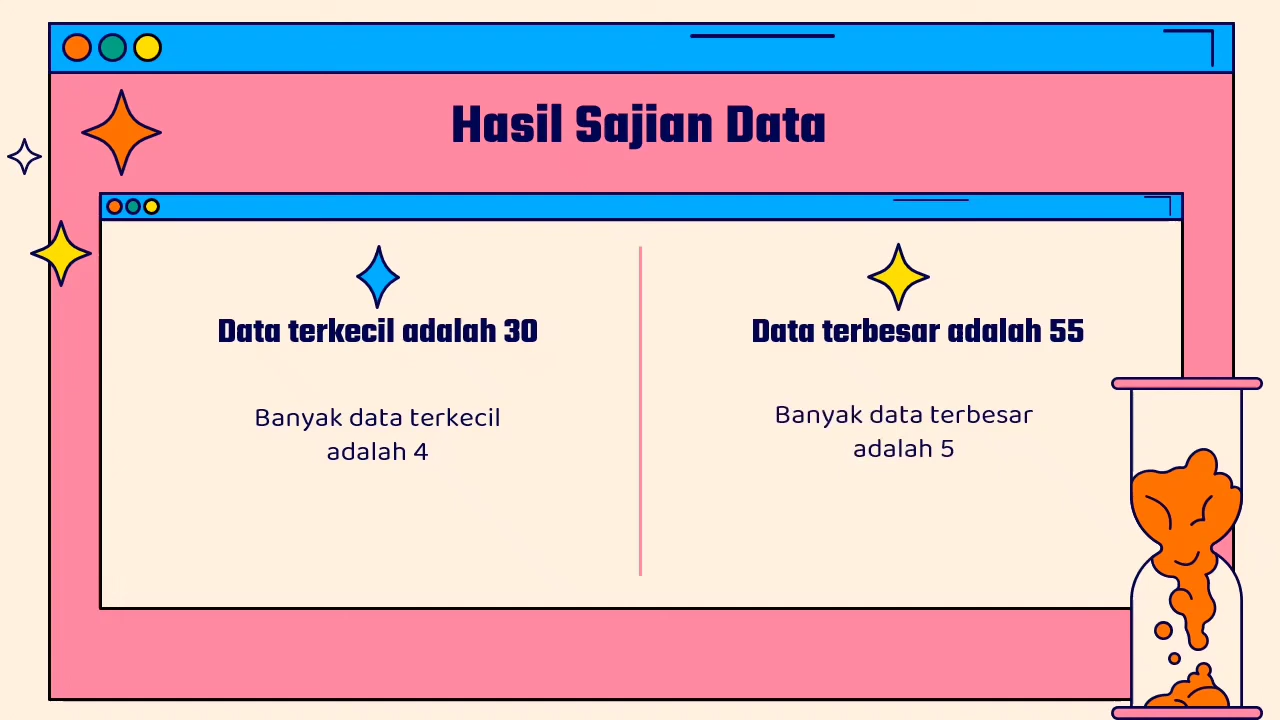 Hasil Sajian Data
Data terkecil adalah 30
Banyak data terkecil
adalah 4
Data terbesar adalah 55
Banyak data terbesar
adalah 5